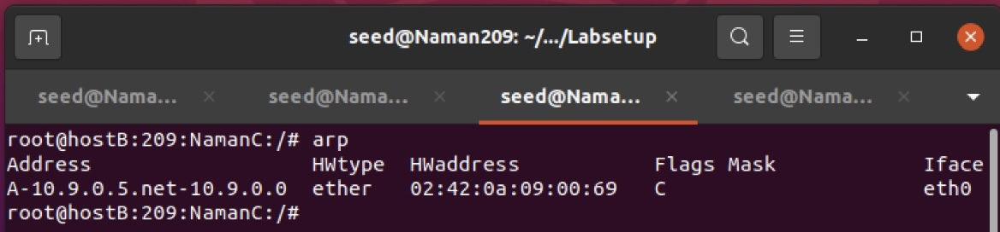 seed@Naman209: ~/.../Labsetup
seed@Nama... seed@Nama... seed@Nama... seed@Nama...
root@hostB:209:NamanC:/# arp
Address HWtype HWaddress Flags Mask Iface
A-10.9.0.5.net-10.9.0.0 ether 02:42:0a:09:00:69 C eth0
root@hostB:209:NamanC:/#